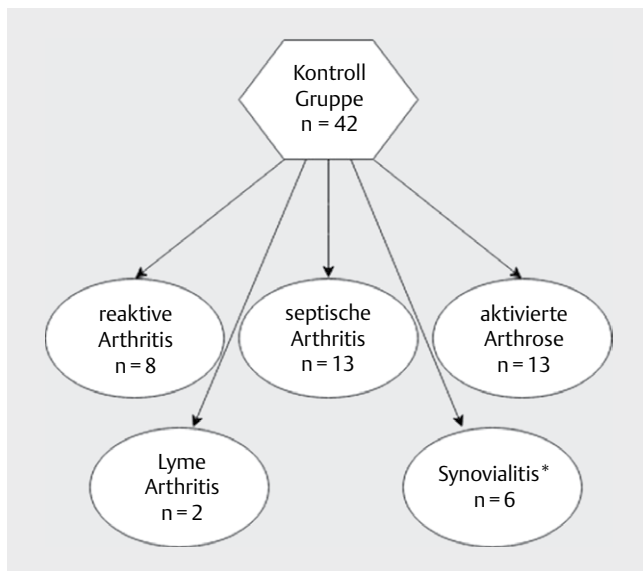 Kontroll
Gruppe
n = 42
reaktive
Arthritis
n = 8
septische
Arthritis
n = 13
aktivierte
Arthrose
n = 13
Lyme
Arthritis
n = 2
Synovialitis*
n = 6